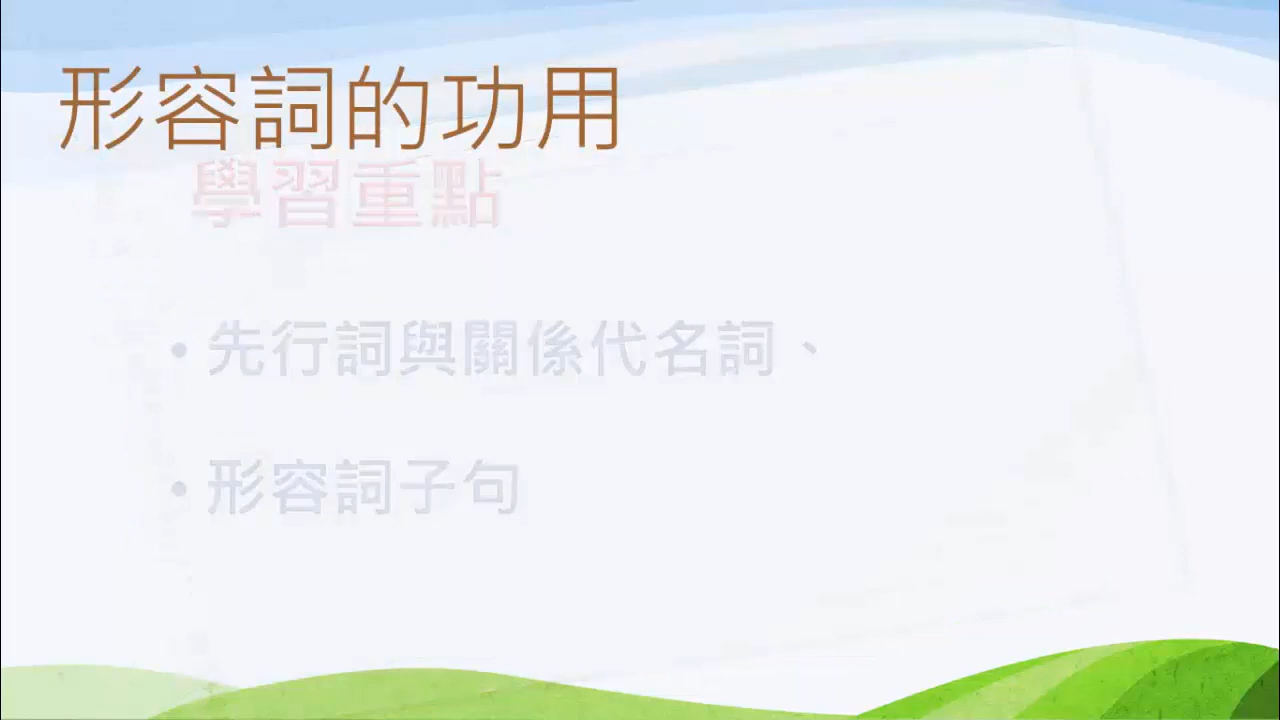 形容詞的功用
學習重點
• 先行詞與關係代名詞、
• 形容詞子句